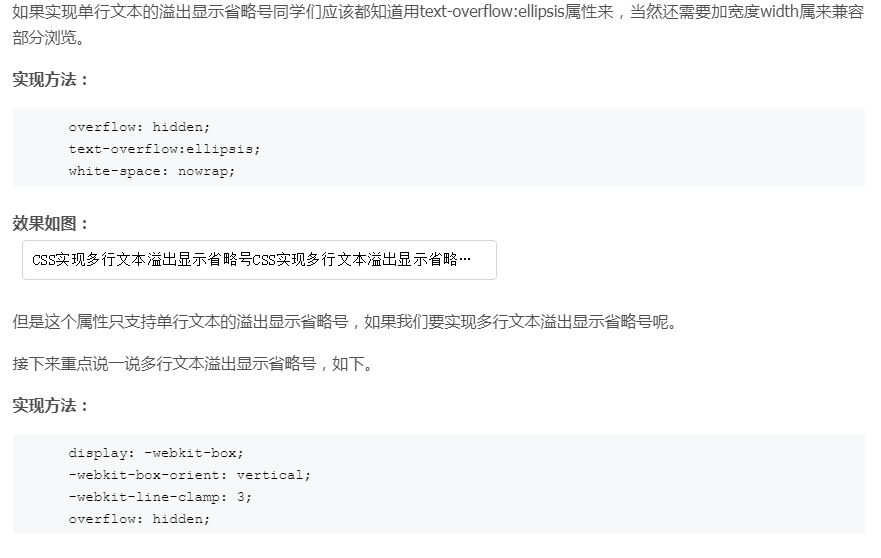 如果实现单行文本的溢出显示省略号同学们应该都知道用text-overflow:ellipsis属性来，当然还需要加宽度width属来兼容
部分浏览。
实现方法：
overflow: hidden;
text-overflow:ellipsis;
white-space: nowrap;
效果如图：
CSS实现多行文本溢出显示省略号CSS实现多行文本溢出显示省略…
但是这个属性只支持单行文本的溢出显示省略号，如果我们要实现多行文本溢出显示省略号呢。
接下来重点说一说多行文本溢出显示省略号，如下。
实现方法：
display: -webkit-box;
-webkit-box-orient: vertical;
-webkit-line-clamp: 3;
overflow: hidden;